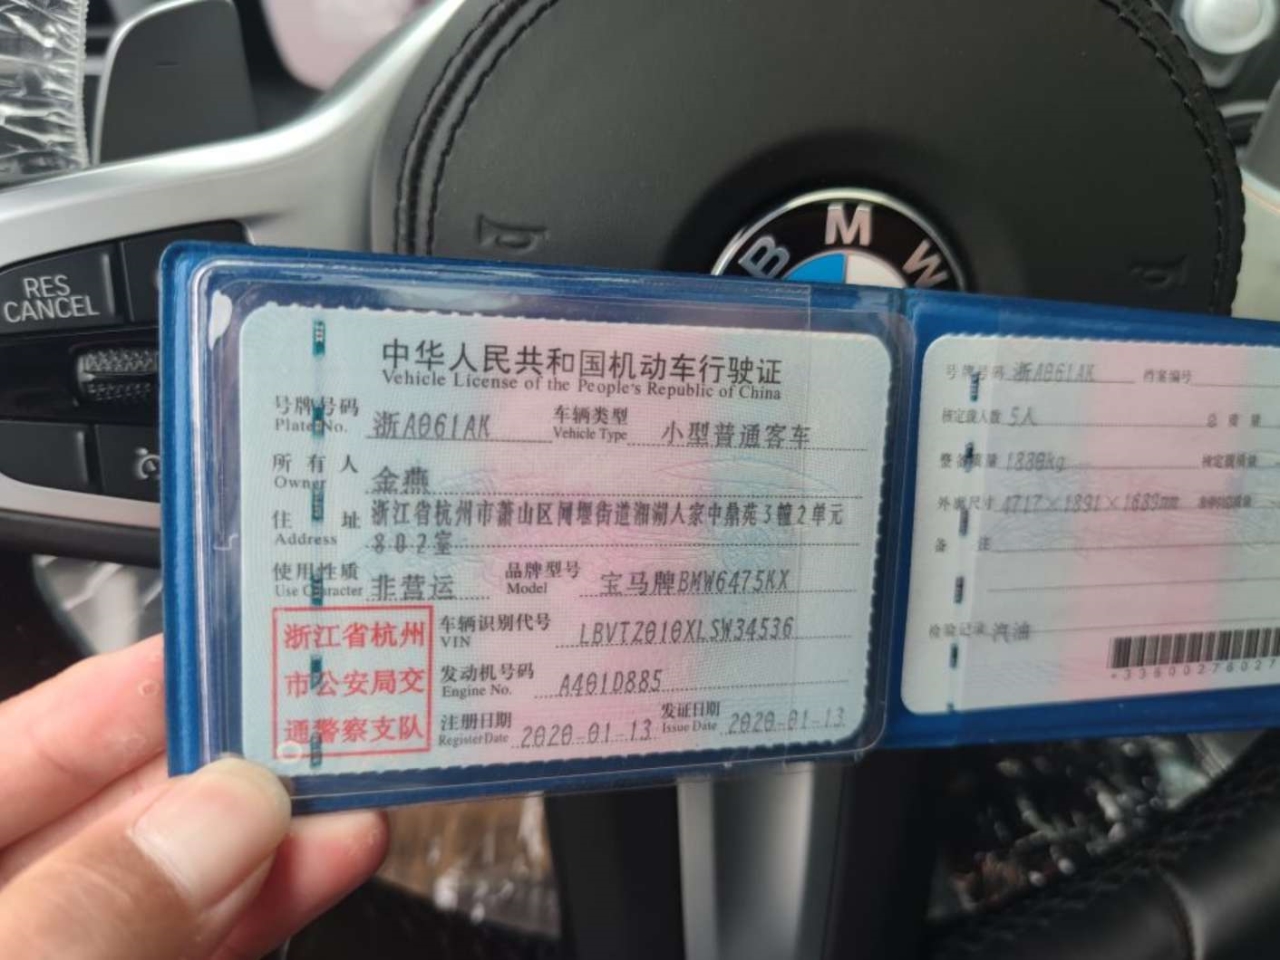 RES
CANCEL
BMW
中华人民共和国机动车行驶证
Vehicle License of the People's Republic of China
号牌号码 浙A061AK 车辆类型 小型普通客车
Plate No. Vehicle Type
所有人 金燕
Owner
住址 浙江省杭州市萧山区闻堰街道湘湖人家中鼎苑3幢2单元
Address 802室
使用性质 非营运 品牌型号 宝马牌BMW6475KX
Use Character Model
浙江省杭州
市公安局交
通警察支队
车辆识别代号 LBVTZ010XLSW34536
VIN
发动机号码 A401D885
Engine No.
注册日期 2020-01-13 发证日期 2020-01-13
Register Date Issue Date
号牌号码 浙A061AK 档案编号
核定载人数 5人 总质量
整备质量 1830kg 核定载质量
外廓尺寸 4717×1891×1689mm
备注
检验记录 汽油